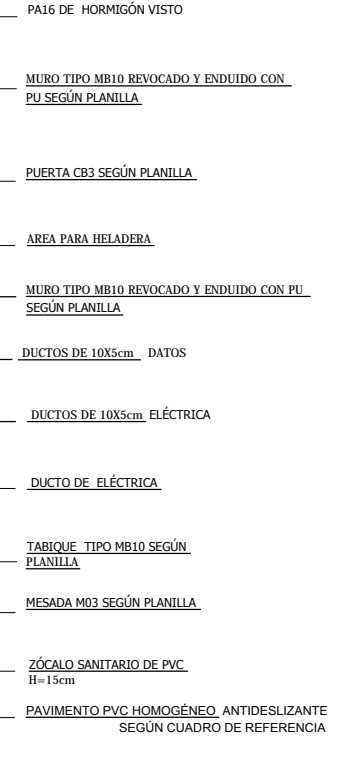 PA16 DE HORMIGÓN VISTO
MURO TIPO MB10 REVOCADO Y ENDUIDO CON
PU SEGÚN PLANILLA
PUERTA CB3 SEGÚN PLANILLA
AREA PARA HELADERA
MURO TIPO MB10 REVOCADO Y ENDUIDO CON PU
SEGÚN PLANILLA
DUCTOS DE 10X5cm DATOS
DUCTOS DE 10X5cm ELÉCTRICA
DUCTO DE ELÉCTRICA
TABIQUE TIPO MB10 SEGÚN
PLANILLA
MESADA M03 SEGÚN PLANILLA
ZÓCALO SANITARIO DE PVC
H=15cm
PAVIMENTO PVC HOMOGÉNEO ANTIDESLIZANTE
SEGÚN CUADRO DE REFERENCIA